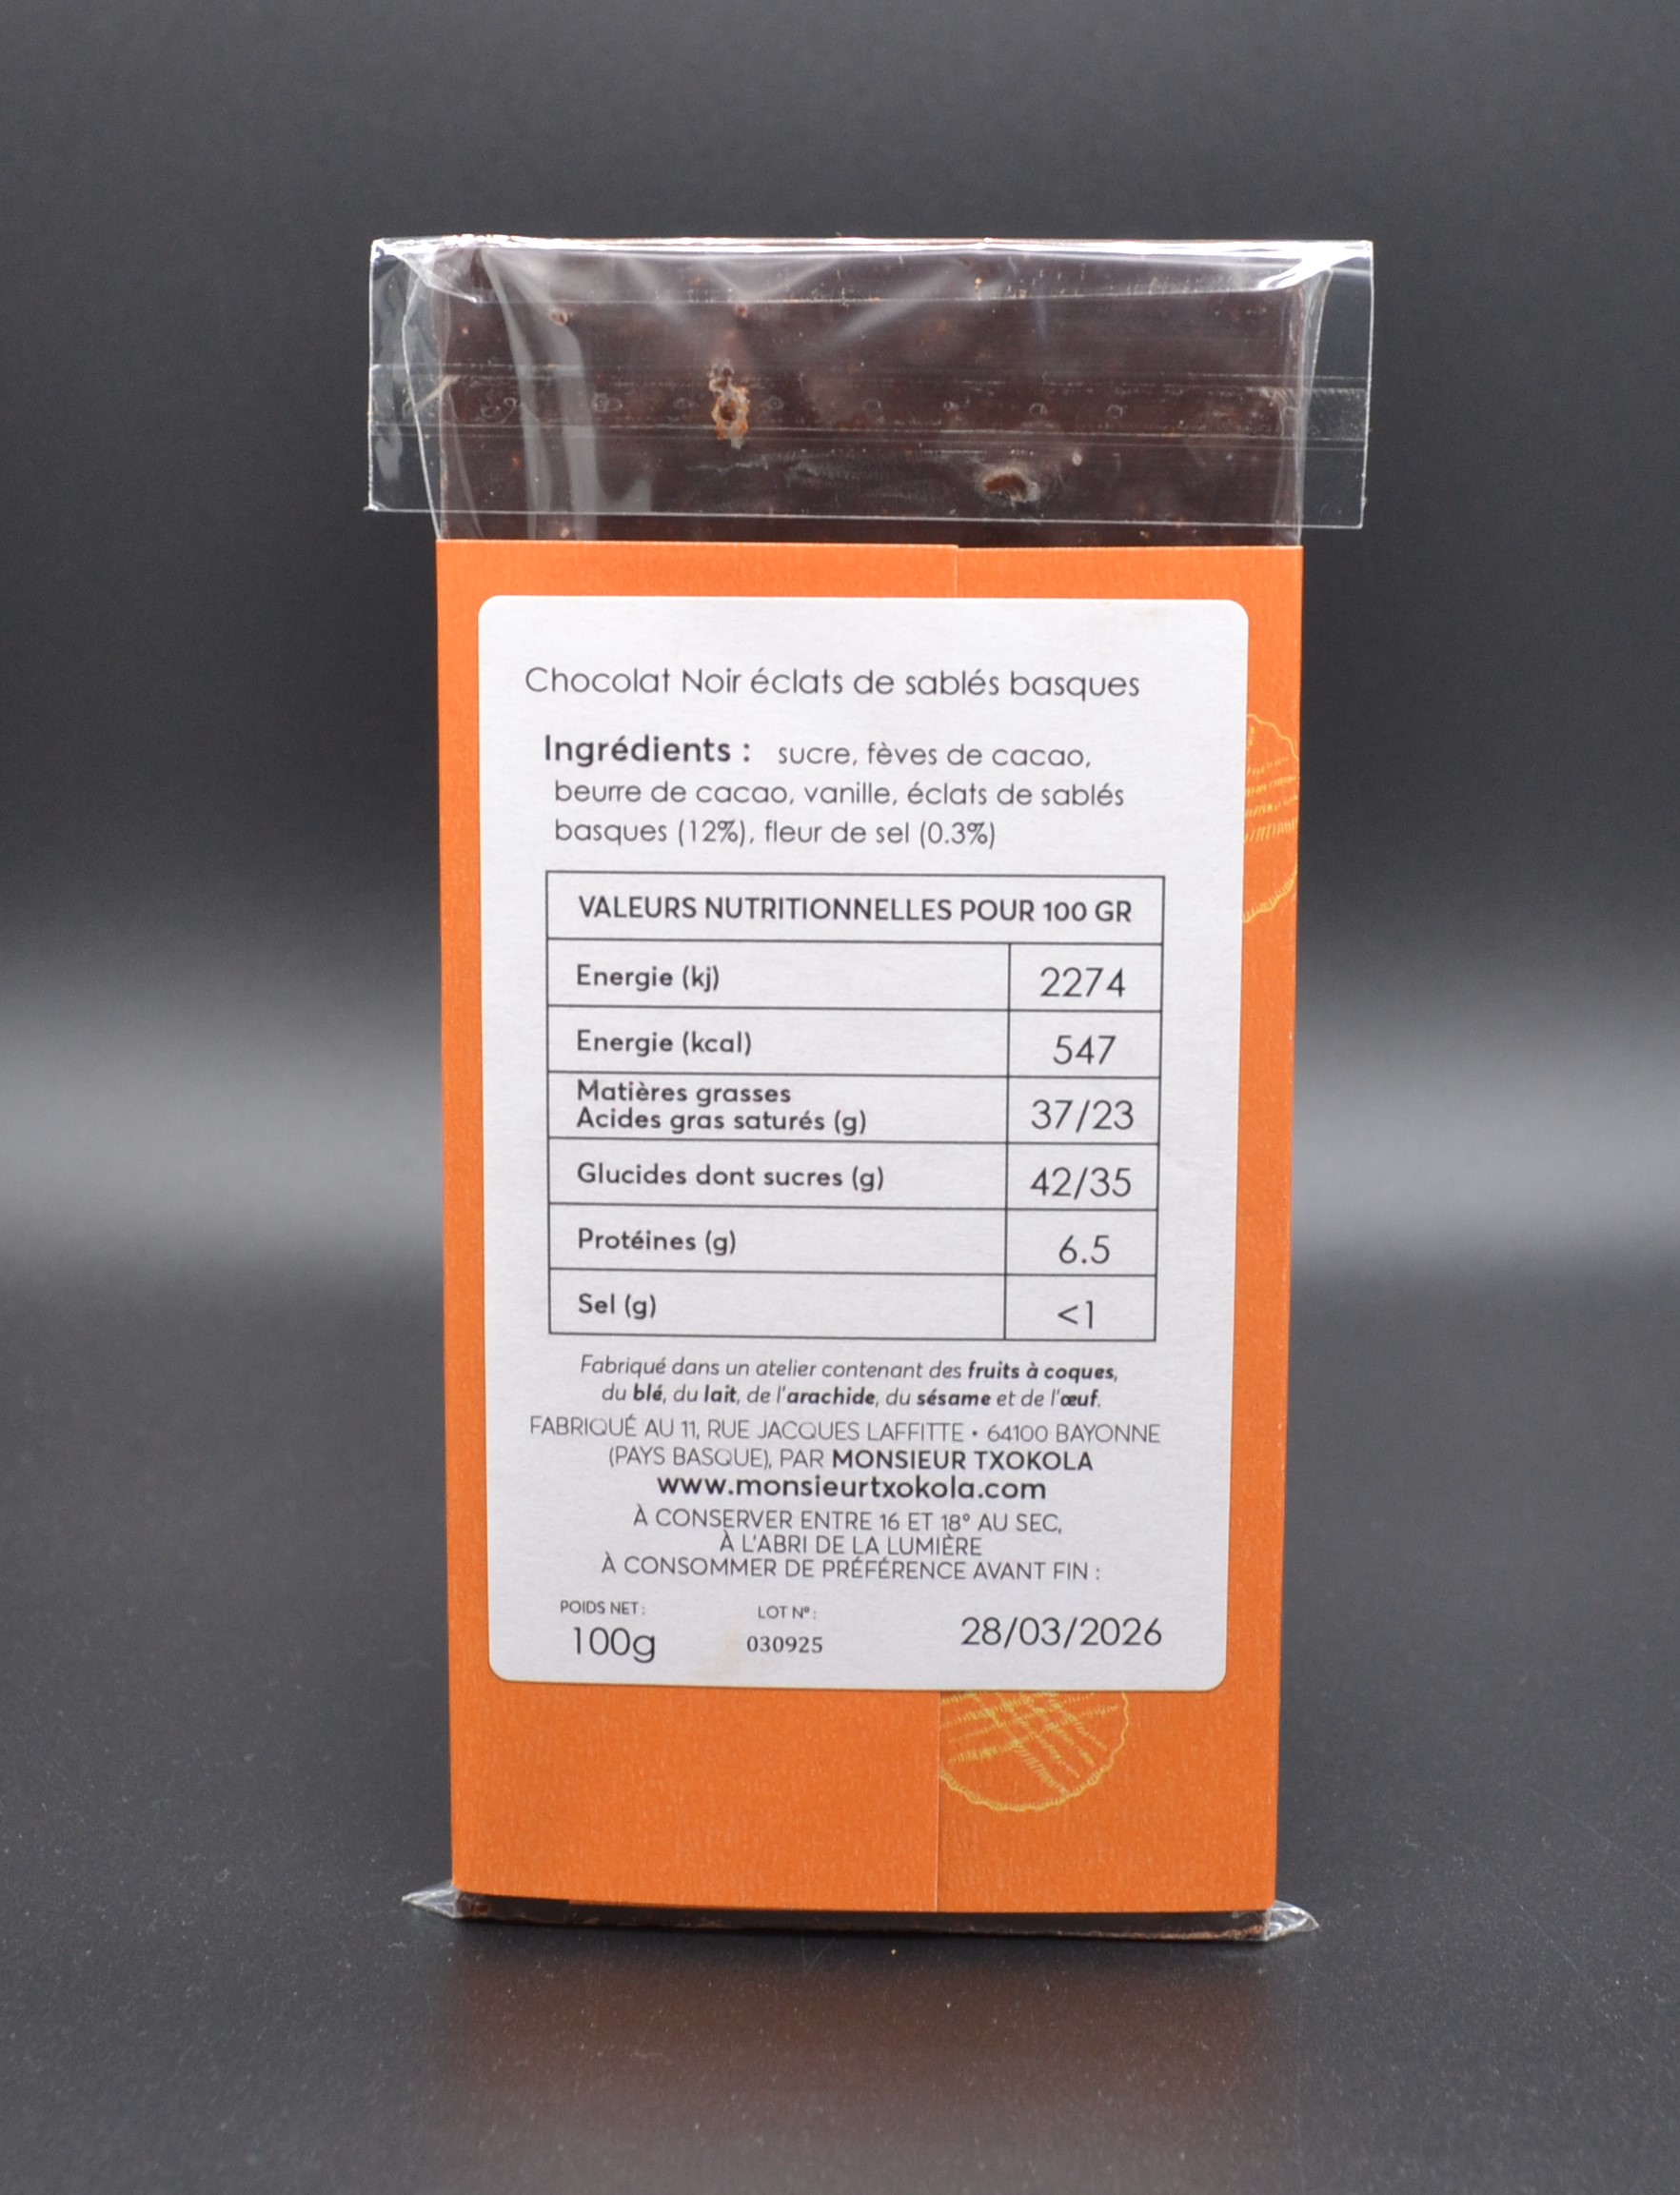 Chocolat Noir éclats de sablés basques
Ingrédients : sucre, fèves de cacao,
beurre de cacao, vanille, éclats de sablés
basques (12%), fleur de sel (0.3%)
VALEURS NUTRITIONNELLES POUR 100 GR
Energie (kj) 2274
Energie (kcal) 547
Matières grasses
Acides gras saturés (g) 37/23
Glucides dont sucres (g) 42/35
Protéines (g) 6.5
Sel (g) <1
Fabriqué dans un atelier contenant des fruits à coques,
du blé, du lait, de l'arachide, du sésame et de l'œuf.
FABRIQUÉ AU 11, RUE JACQUES LAFFITTE • 64100 BAYONNE
(PAYS BASQUE), PAR MONSIEUR TXOKOLA
www.monsieurtxokola.com
À CONSERVER ENTRE 16 ET 18° AU SEC,
À L'ABRI DE LA LUMIÈRE
À CONSOMMER DE PRÉFÉRENCE AVANT FIN :
POIDS NET : LOT N° :
100g 030925 28/03/2026